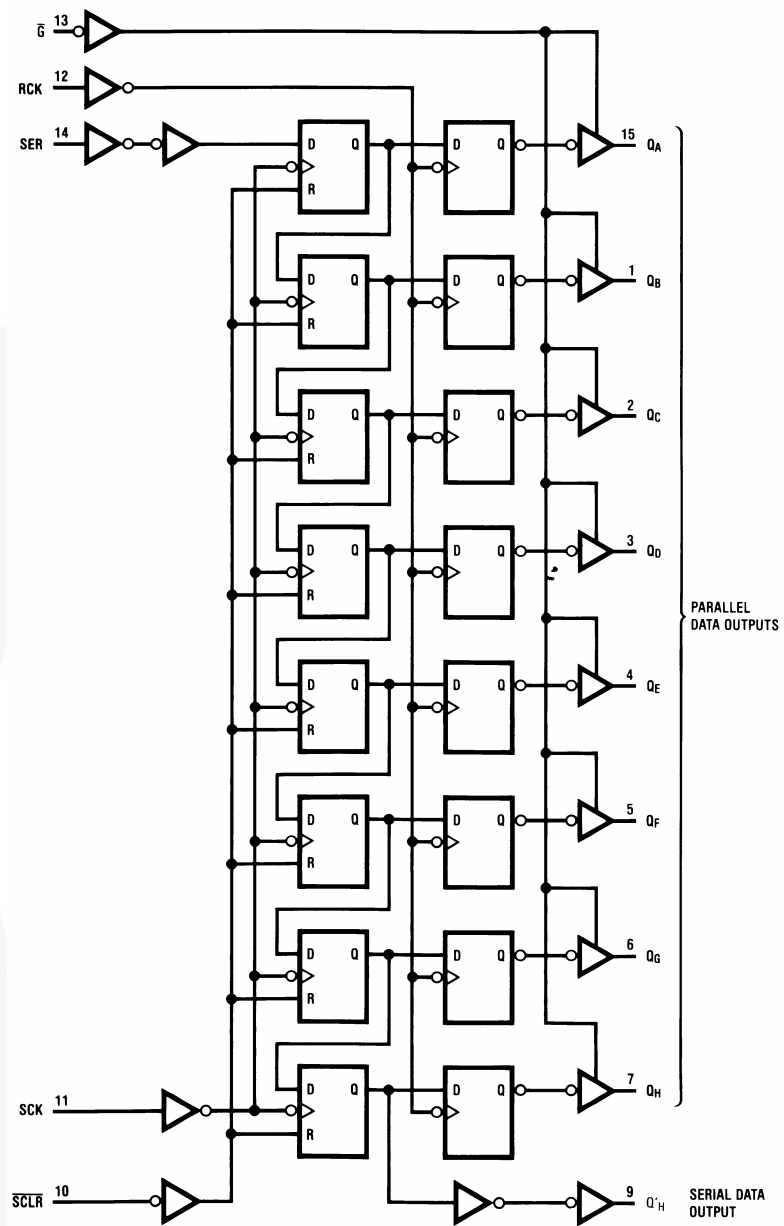 G̅ 13
RCK 12
SER 14
D Q D Q 15 QA
R
D Q D Q 1 QB
R
D Q D Q 2 QC
R
D Q D Q 3 QD
R
PARALLEL
DATA OUTPUTS
D Q D Q 4 QE
R
D Q D Q 5 QF
R
D Q D Q 6 QG
R
D Q D Q 7 QH
SCK 11
R
S̅C̅L̅R̅ 10
9 Q'H SERIAL DATA
OUTPUT